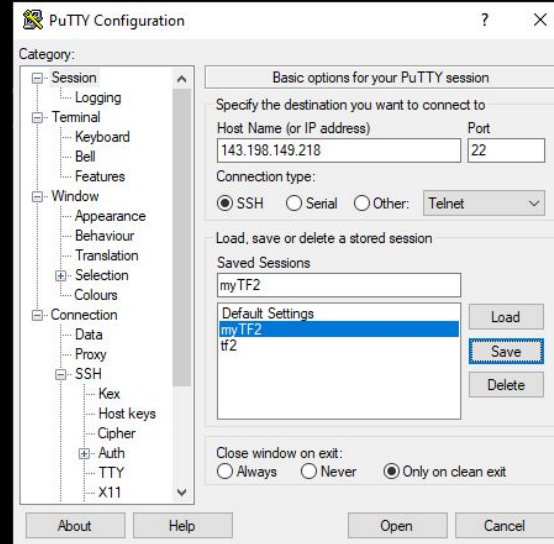 PuTTY Configuration
?
X
Category:
Session
Logging
Terminal
Keyboard
Bell
Features
Window
Appearance
Behaviour
Translation
Selection
Colours
Connection
Data
Proxy
SSH
Kex
Host keys
Cipher
Auth
TTY
X11
Basic options for your PuTTY session
Specify the destination you want to connect to
Host Name (or IP address) Port
143.198.149.218 22
Connection type:
SSH Serial Other: Telnet
Load, save or delete a stored session
Saved Sessions
myTF2
Default Settings
myTF2
tf2
Load
Save
Delete
Close window on exit:
Always Never Only on clean exit
About Help Open Cancel